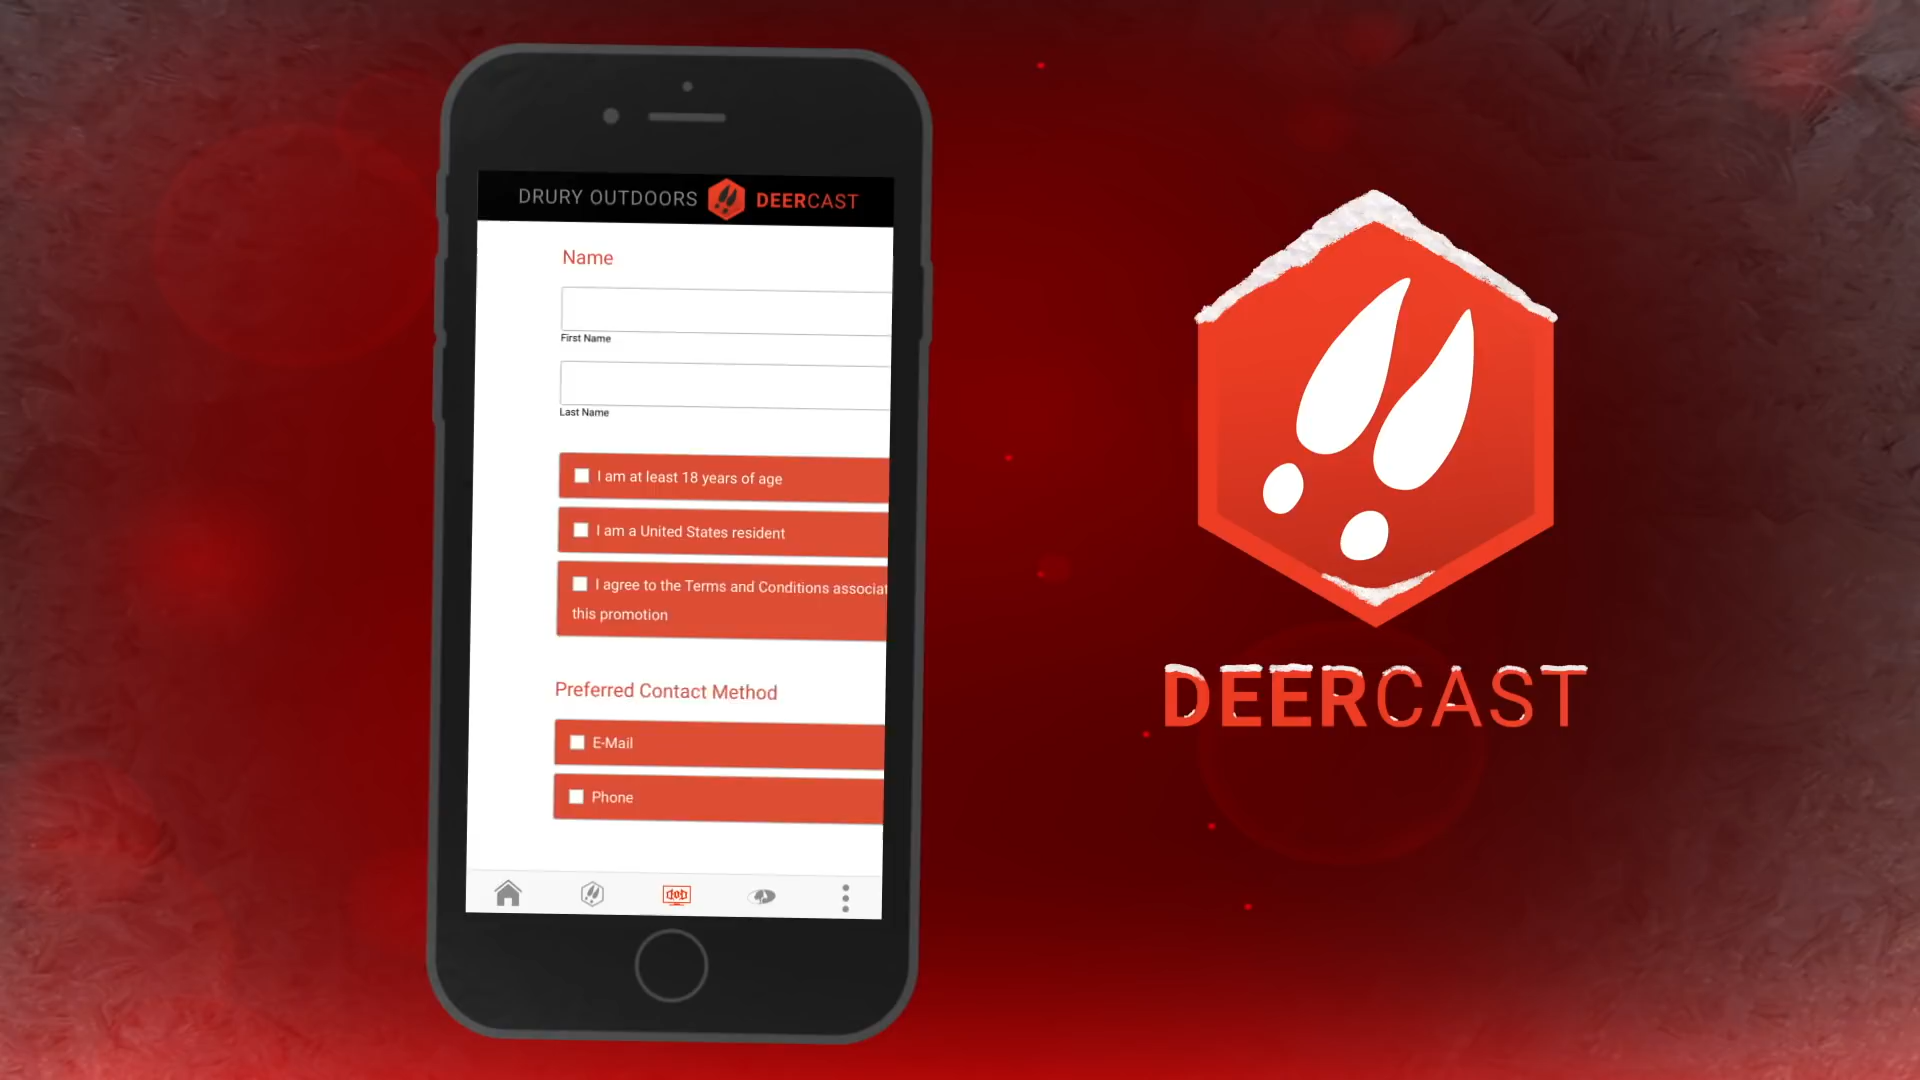 DRURY OUTDOORS DEERCAST
Name
First Name
Last Name
I am at least 18 years of age
I am a United States resident
I agree to the Terms and Conditions associat
this promotion
Preferred Contact Method
E-Mail
Phone
DOD
DEERCAST